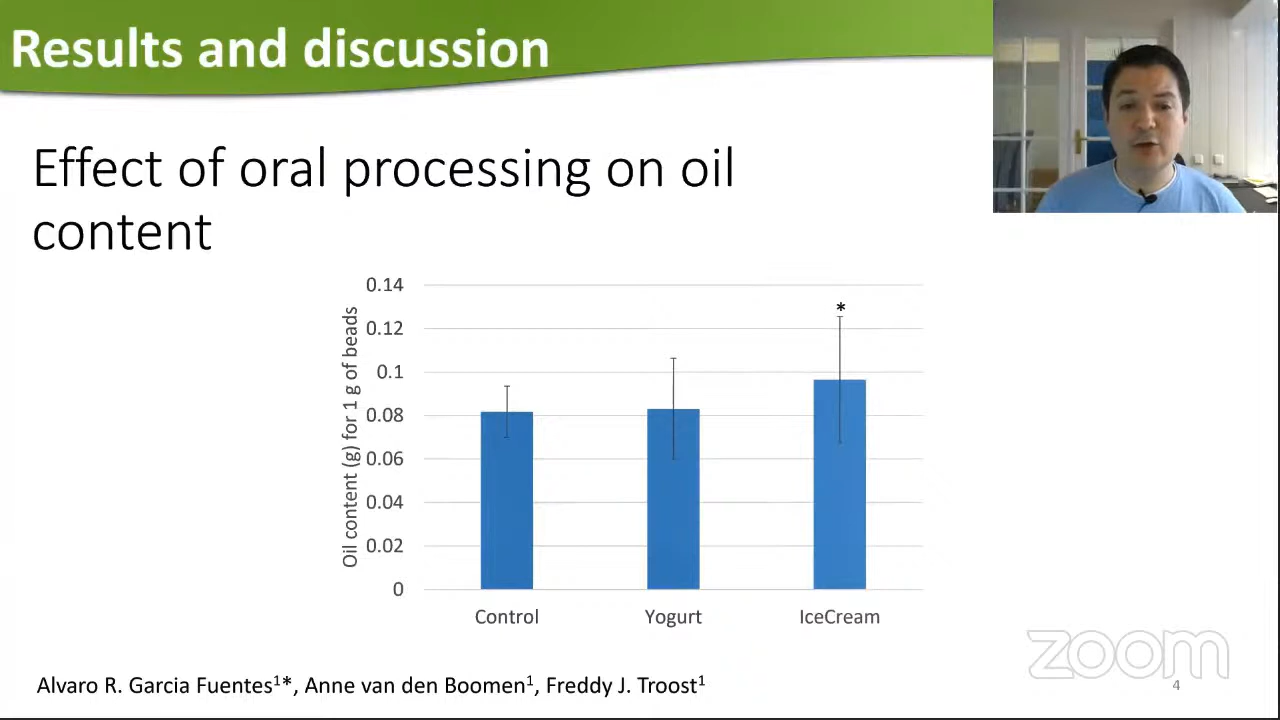 Results and discussion
Effect of oral processing on oil
content
Oil content (g) for 1 g of beads
0.14
0.12
0.1
0.08
0.06
0.04
0.02
0
*
Control
Yogurt
IceCream
zoom
Alvaro R. Garcia Fuentes¹*, Anne van den Boomen¹, Freddy J. Troost¹
4